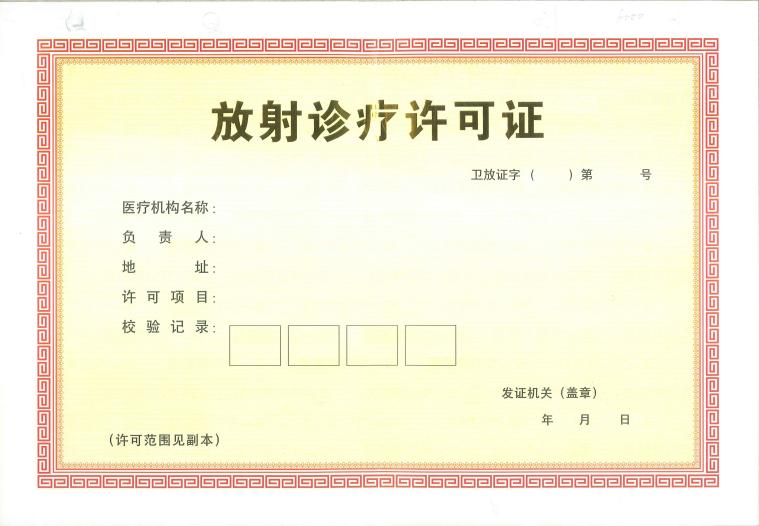 放射诊疗许可证
卫放证字（ ）第 号
医疗机构名称：
负责人：
地址：
许可项目：
校验记录：
发证机关（盖章）
年 月 日
（许可范围见副本）